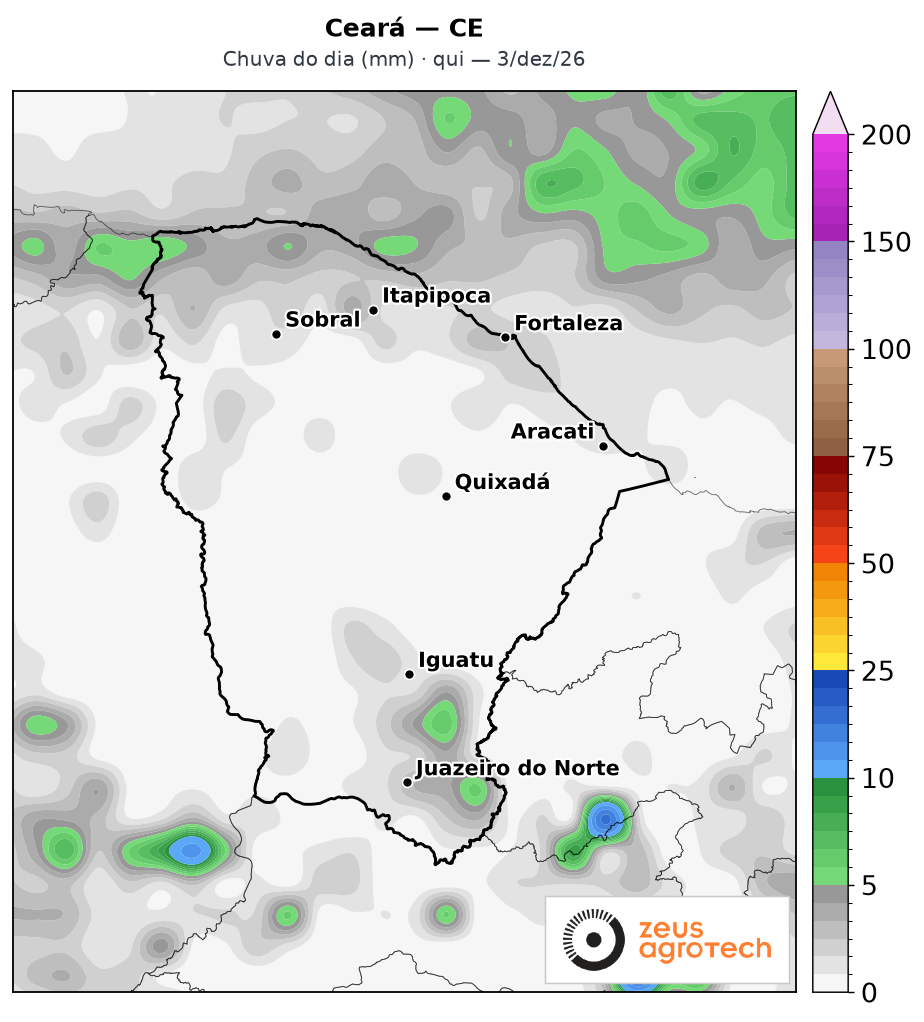 Ceará — CE
Chuva do dia (mm) · qui — 3/dez/26
Itapipoca
Sobral
Fortaleza
Aracati
Quixadá
Iguatu
Juazeiro do Norte
200
150
100
75
50
25
10
5
0
zeus
agrotech